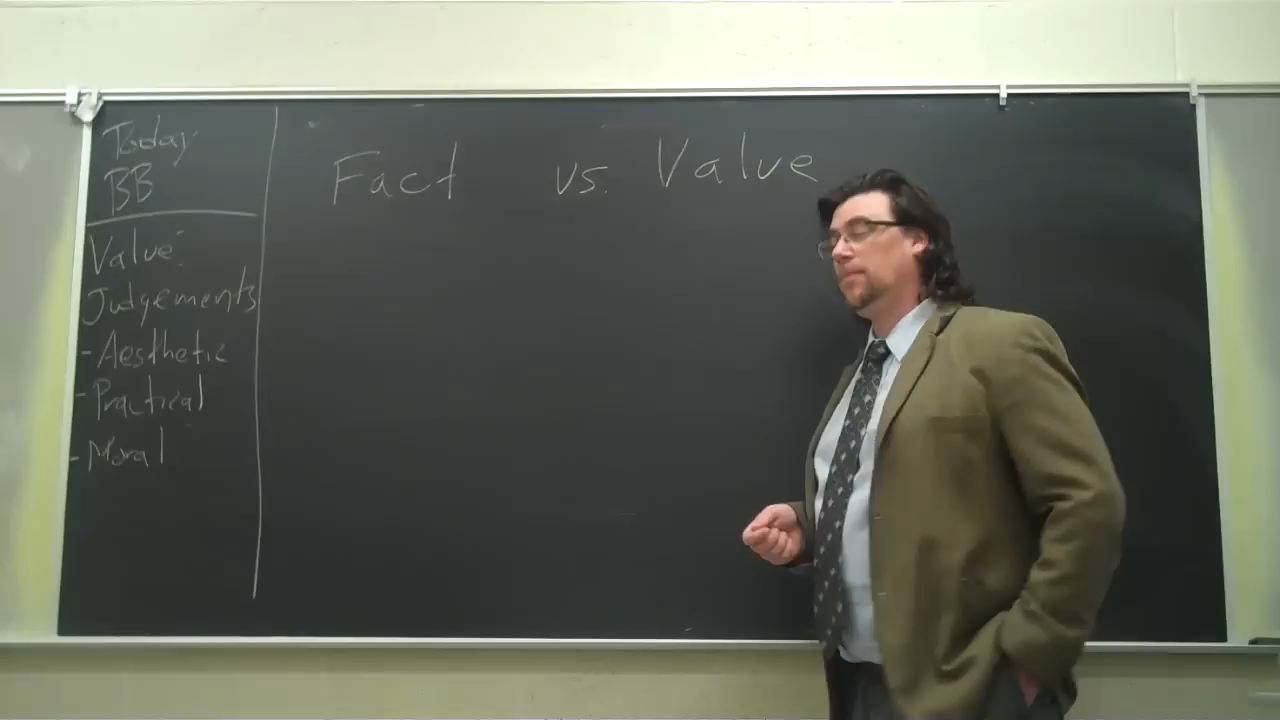 Today
BB
Value:
Judgements
- Aesthetic
- Practical
- Moral
Fact vs. Value